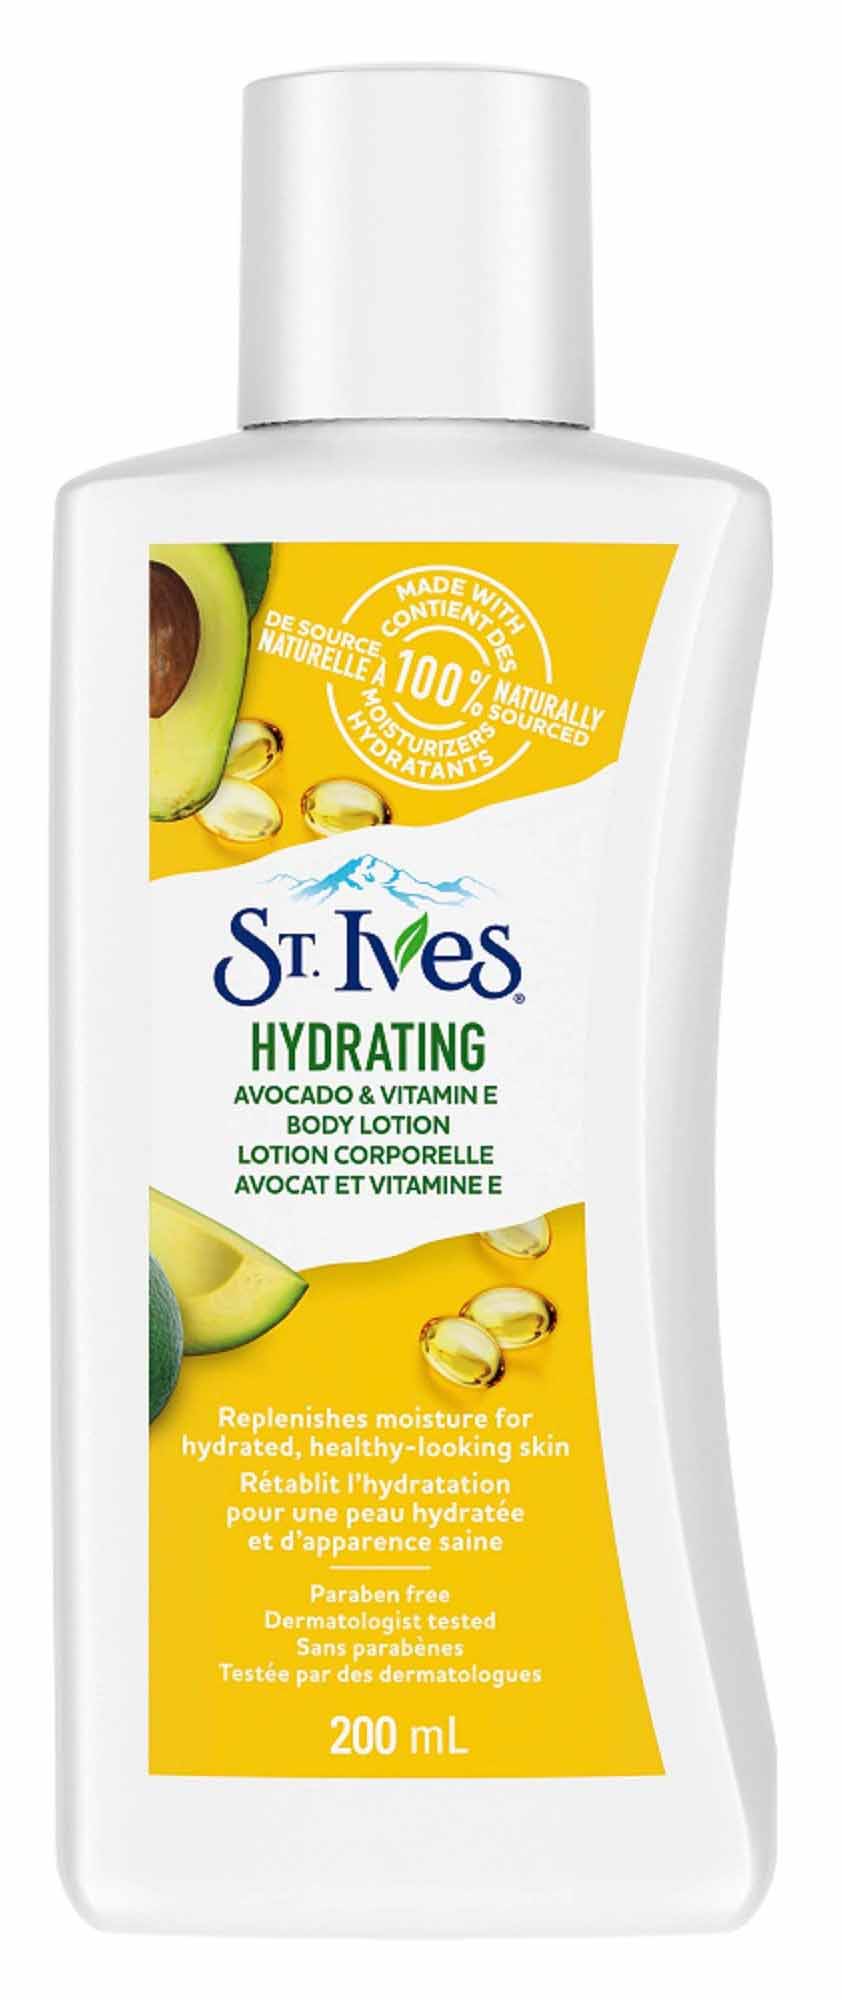 MADE WITH
CONTIENT DES
DE SOURCE
NATURELLE À
100%
NATURALLY
SOURCED
MOISTURIZERS
HYDRATANTS
ST. IVES®
HYDRATING
AVOCADO & VITAMIN E
BODY LOTION
LOTION CORPORELLE
AVOCAT ET VITAMINE E
Replenishes moisture for
hydrated, healthy-looking skin
Rétablit l'hydratation
pour une peau hydratée
et d'apparence saine
Paraben free
Dermatologist tested
Sans parabènes
Testée par des dermatologues
200 mL